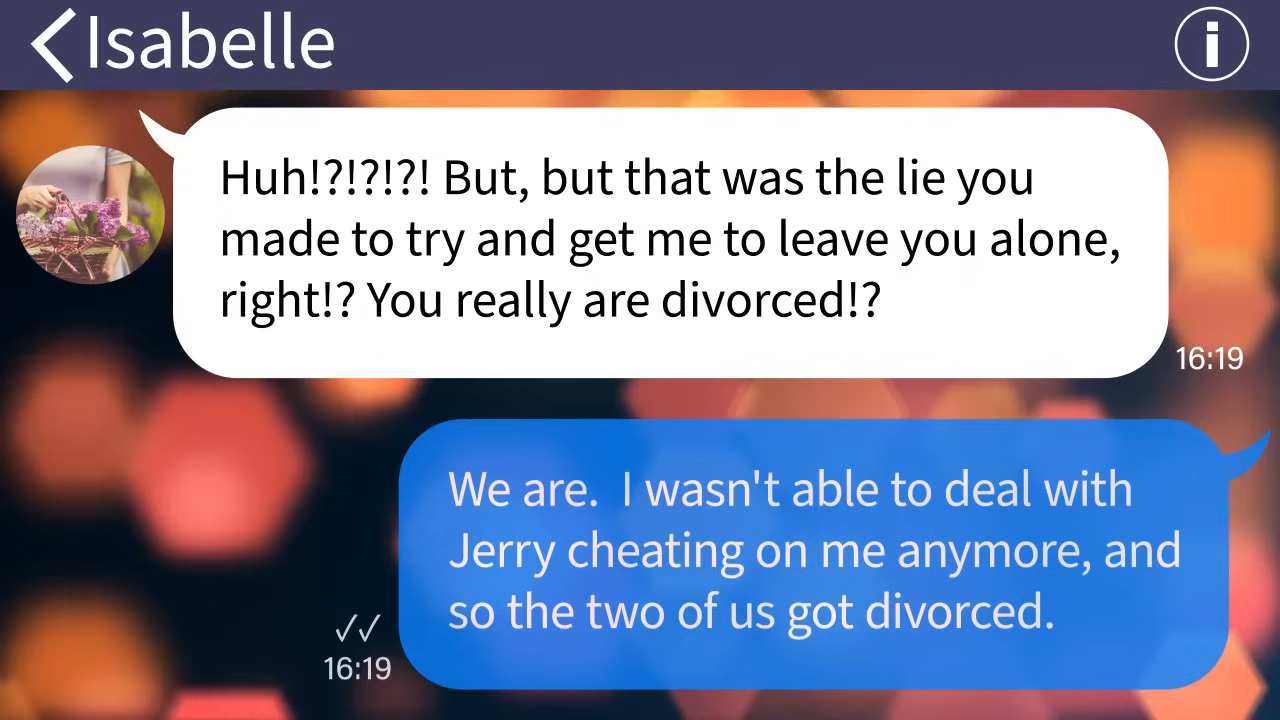 Isabelle
Huh!?!?!?! But, but that was the lie you
made to try and get me to leave you alone,
right!? You really are divorced!?
16:19
We are.  I wasn't able to deal with
Jerry cheating on me anymore, and
so the two of us got divorced.
16:19